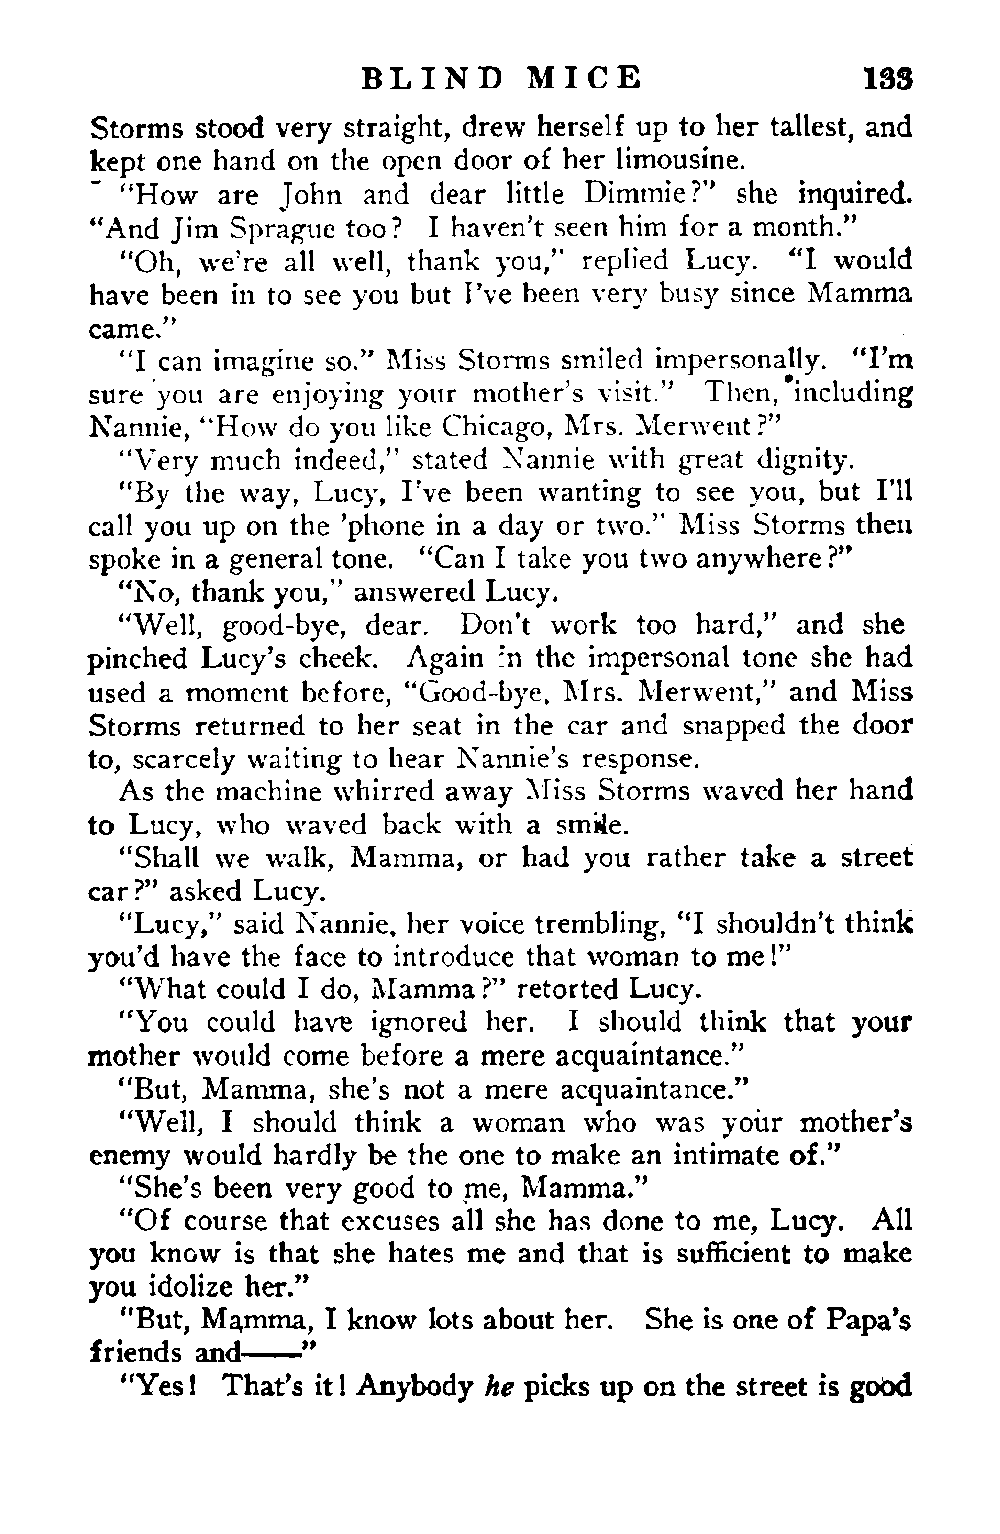 BLIND MICE 133
Storms stood very straight, drew herself up to her tallest, and
kept one hand on the open door of her limousine.
"How are John and dear little Dimmie?" she inquired.
"And Jim Sprague too? I haven't seen him for a month."
"Oh, we're all well, thank you," replied Lucy. "I would
have been in to see you but I've been very busy since Mamma
came."
"I can imagine so." Miss Storms smiled impersonally. "I'm
sure you are enjoying your mother's visit." Then, including
Nannie, "How do you like Chicago, Mrs. Merwent?"
"Very much indeed," stated Nannie with great dignity.
"By the way, Lucy, I've been wanting to see you, but I'll
call you up on the 'phone in a day or two." Miss Storms then
spoke in a general tone. "Can I take you two anywhere?"
"No, thank you," answered Lucy.
"Well, good-bye, dear. Don't work too hard," and she
pinched Lucy's cheek. Again in the impersonal tone she had
used a moment before, "Good-bye, Mrs. Merwent," and Miss
Storms returned to her seat in the car and snapped the door
to, scarcely waiting to hear Nannie's response.
As the machine whirred away Miss Storms waved her hand
to Lucy, who waved back with a smile.
"Shall we walk, Mamma, or had you rather take a street
car?" asked Lucy.
"Lucy," said Nannie, her voice trembling, "I shouldn't think
you'd have the face to introduce that woman to me!"
"What could I do, Mamma?" retorted Lucy.
"You could have ignored her. I should think that your
mother would come before a mere acquaintance."
"But, Mamma, she's not a mere acquaintance."
"Well, I should think a woman who was your mother's
enemy would hardly be the one to make an intimate of."
"She's been very good to me, Mamma."
"Of course that excuses all she has done to me, Lucy. All
you know is that she hates me and that is sufficient to make
you idolize her."
"But, Mamma, I know lots about her. She is one of Papa's
friends and——"
"Yes! That's it! Anybody he picks up on the street is good